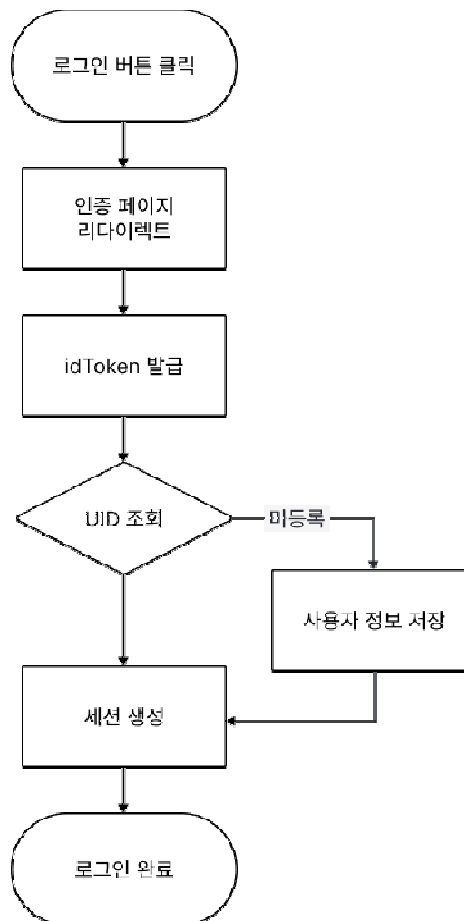 로그인 버튼 클릭
인증 페이지
리다이렉트
idToken 발급
UID 조회
미등록
사용자 정보 저장
세션 생성
로그인 완료